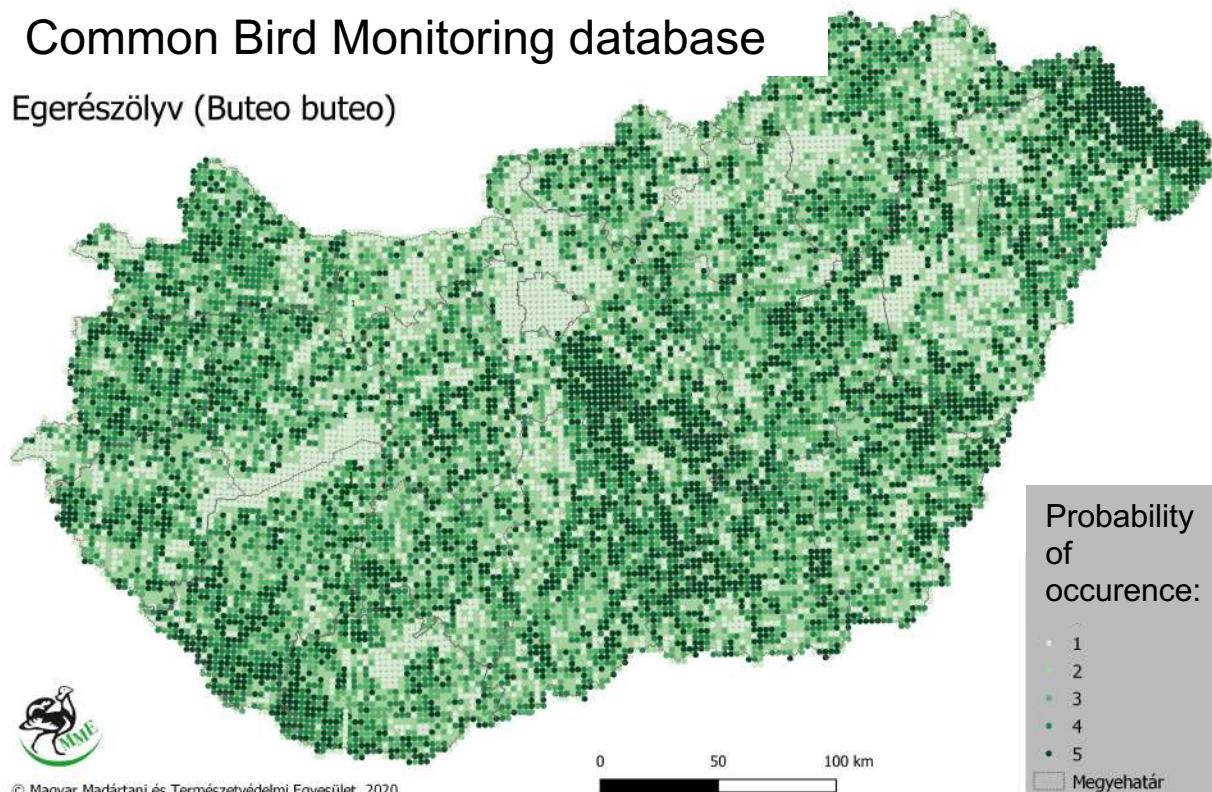 Common Bird Monitoring database
Egerészölyv (Buteo buteo)
Probability
of
occurence:
1
2
3
4
5
Megyehatár
MME
0 50 100 km
© Magyar Madártani és Természetvédelmi Egyesület, 2020